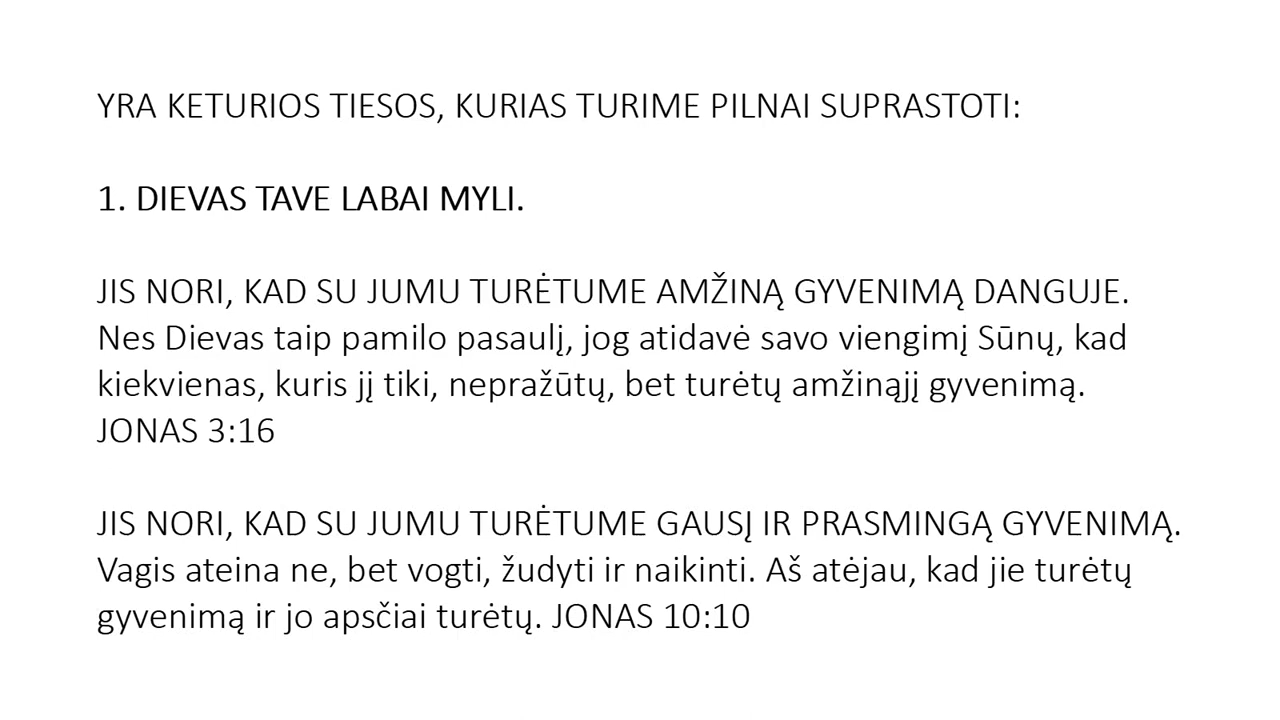 YRA KETURIOS TIESOS, KURIAS TURIME PILNAI SUPRASTOTI:
1. DIEVAS TAVE LABAI MYLI.
JIS NORI, KAD SU JUMU TURĖTUME AMŽINĄ GYVENIMĄ DANGUJE.
Nes Dievas taip pamilo pasaulį, jog atidavė savo viengimį Sūnų, kad
kiekvienas, kuris jį tiki, nepražūtų, bet turėtų amžinąjį gyvenimą.
JONAS 3:16
JIS NORI, KAD SU JUMU TURĖTUME GAUSĮ IR PRASMINGĄ GYVENIMĄ.
Vagis ateina ne, bet vogti, žudyti ir naikinti. Aš atėjau, kad jie turėtų
gyvenimą ir jo apsčiai turėtų. JONAS 10:10